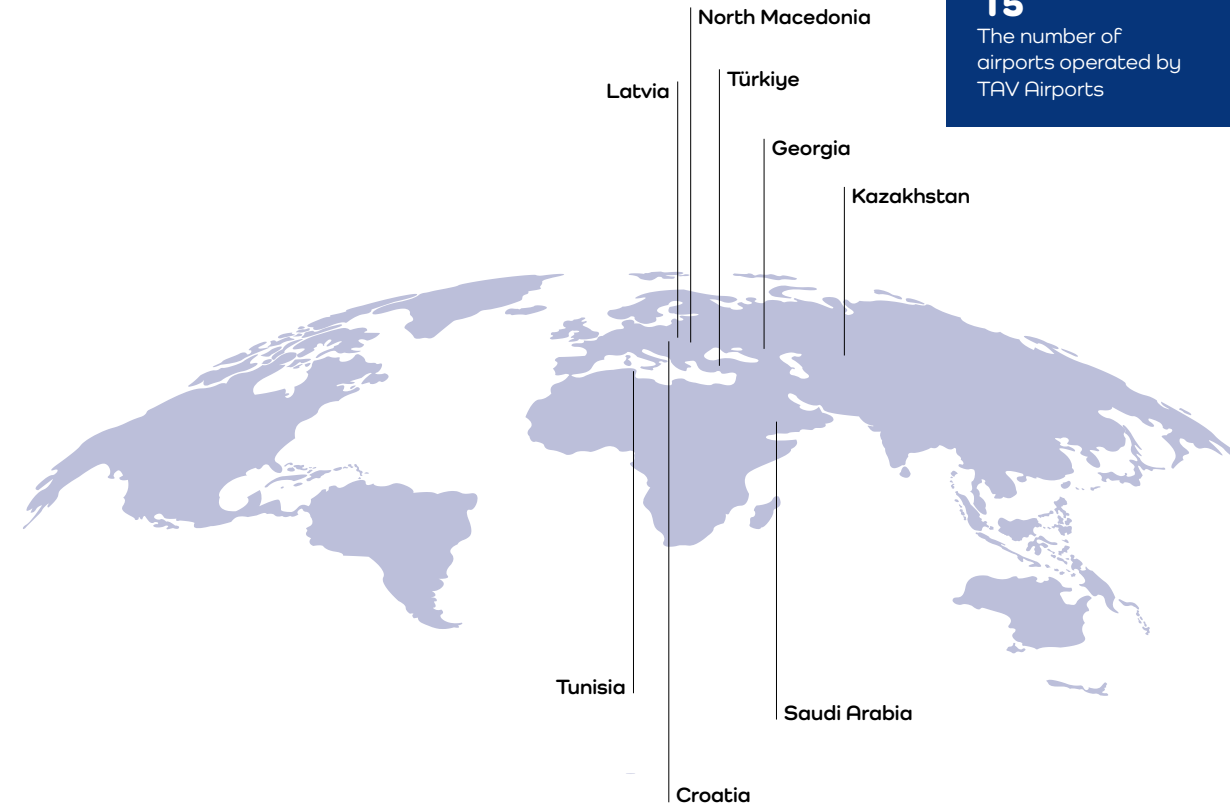 15
The number of
airports operated by
TAV Airports
North Macedonia
Türkiye
Latvia
Georgia
Kazakhstan
Tunisia
Saudi Arabia
Croatia